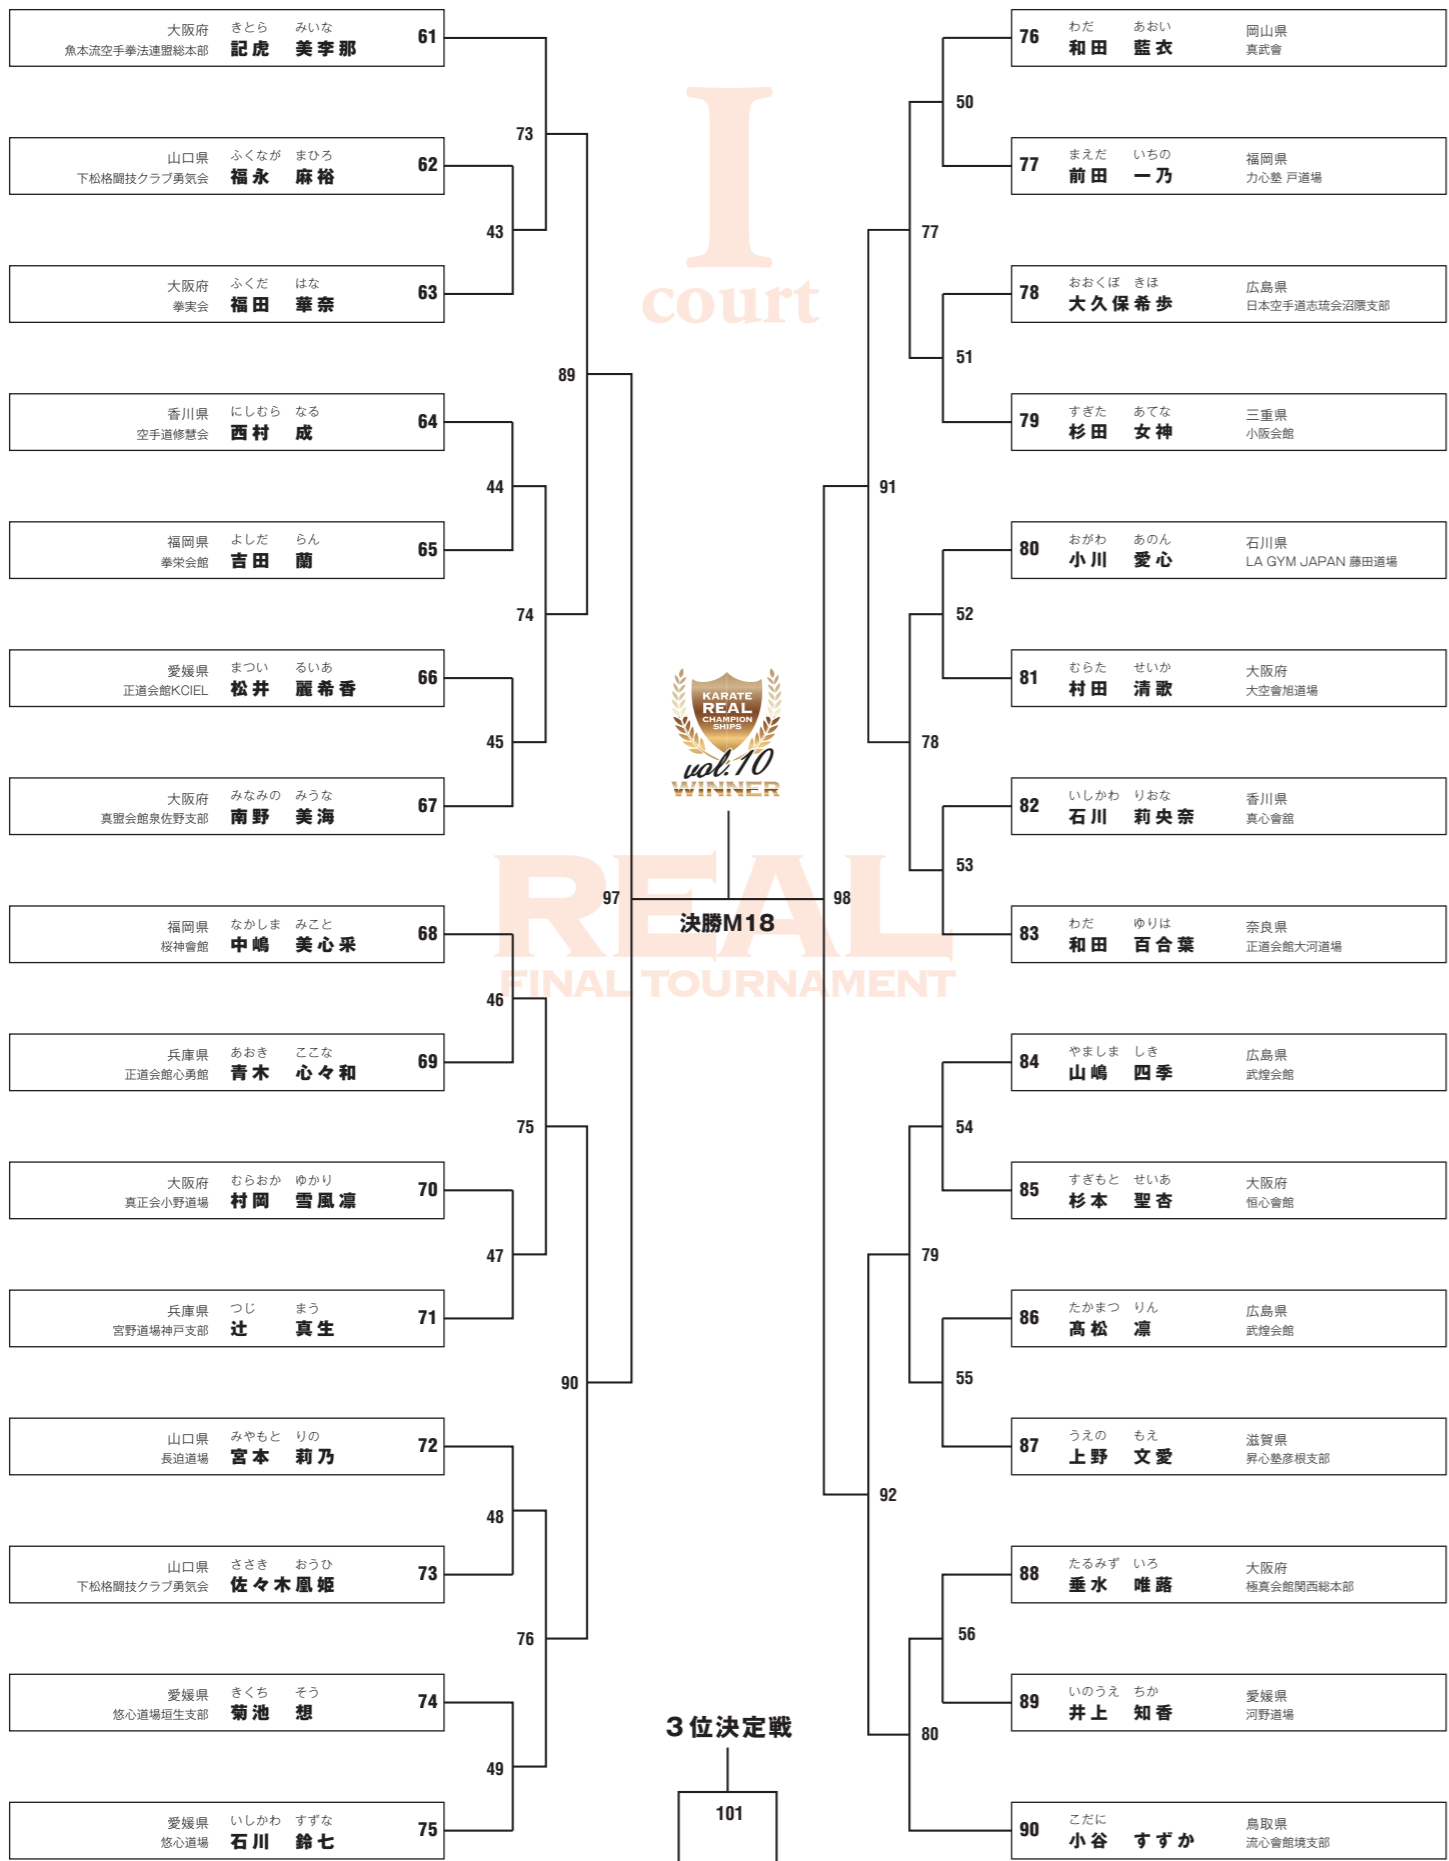 I
court
KARATE
REAL
CHAMPION
SHIPS
vol.10
WINNER
決勝M18
REAL
FINAL TOURNAMENT
大阪府 きとら みいな
魚本流空手拳法連盟総本部 記虎 美李那 61
山口県 ふくなが まひろ
下松格闘技クラブ勇気会 福永 麻裕 62
大阪府 ふくだ はな
拳実会 福田 華奈 63
香川県 にしむら なる
空手道修慧会 西村 成 64
福岡県 よしだ らん
拳栄会館 吉田 蘭 65
愛媛県 まつい るいあ
正道会館KCIEL 松井 麗希香 66
大阪府 みなみの みうな
真盟会館泉佐野支部 南野 美海 67
福岡県 なかしま みこと
桜神會館 中嶋 美心采 68
兵庫県 あおき ここな
正道会館心勇館 青木 心々和 69
大阪府 むらおか ゆかり
真正会小野道場 村岡 雪風凛 70
兵庫県 つじ まう
宮野道場神戸支部 辻 真生 71
山口県 みやもと りの
長迫道場 宮本 莉乃 72
山口県 ささき おうひ
下松格闘技クラブ勇気会 佐々木凰姫 73
愛媛県 きくち そう
悠心道場垣生支部 菊池 想 74
愛媛県 いしかわ すずな
悠心道場 石川 鈴七 75
43
44
45
46
47
48
49
73
74
75
76
89
90
97
わだ あおい 岡山県
76 和田 藍衣 真武會
まえだ いちの 福岡県
77 前田 一乃 力心塾 戸道場
おおくぼ きほ 広島県
78 大久保希歩 日本空手道志琉会沼隈支部
すぎた あてな 三重県
79 杉田 女神 小阪会館
おがわ あのん 石川県
80 小川 愛心 LA GYM JAPAN 藤田道場
むらた せいか 大阪府
81 村田 清歌 大空會旭道場
いしかわ りおな 香川県
82 石川 莉央奈 真心會舘
わだ ゆりは 奈良県
83 和田 百合葉 正道会館大河道場
やましま しき 広島県
84 山嶋 四季 武煌会館
すぎもと せいあ 大阪府
85 杉本 聖杏 恒心會館
たかまつ りん 広島県
86 髙松 凛 武煌会館
うえの もえ 滋賀県
87 上野 文愛 昇心塾彦根支部
たるみず いろ 大阪府
88 垂水 唯蕗 極真会館関西総本部
いのうえ ちか 愛媛県
89 井上 知香 河野道場
こだに 鳥取県
90 小谷 すずか 流心會館境支部
50
51
52
53
54
55
56
77
78
79
80
91
92
98
3位決定戦
101